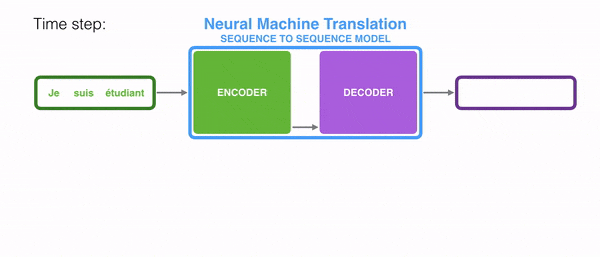 Time step:
Neural Machine Translation
SEQUENCE TO SEQUENCE MODEL
Je suis étudiant
ENCODER
DECODER